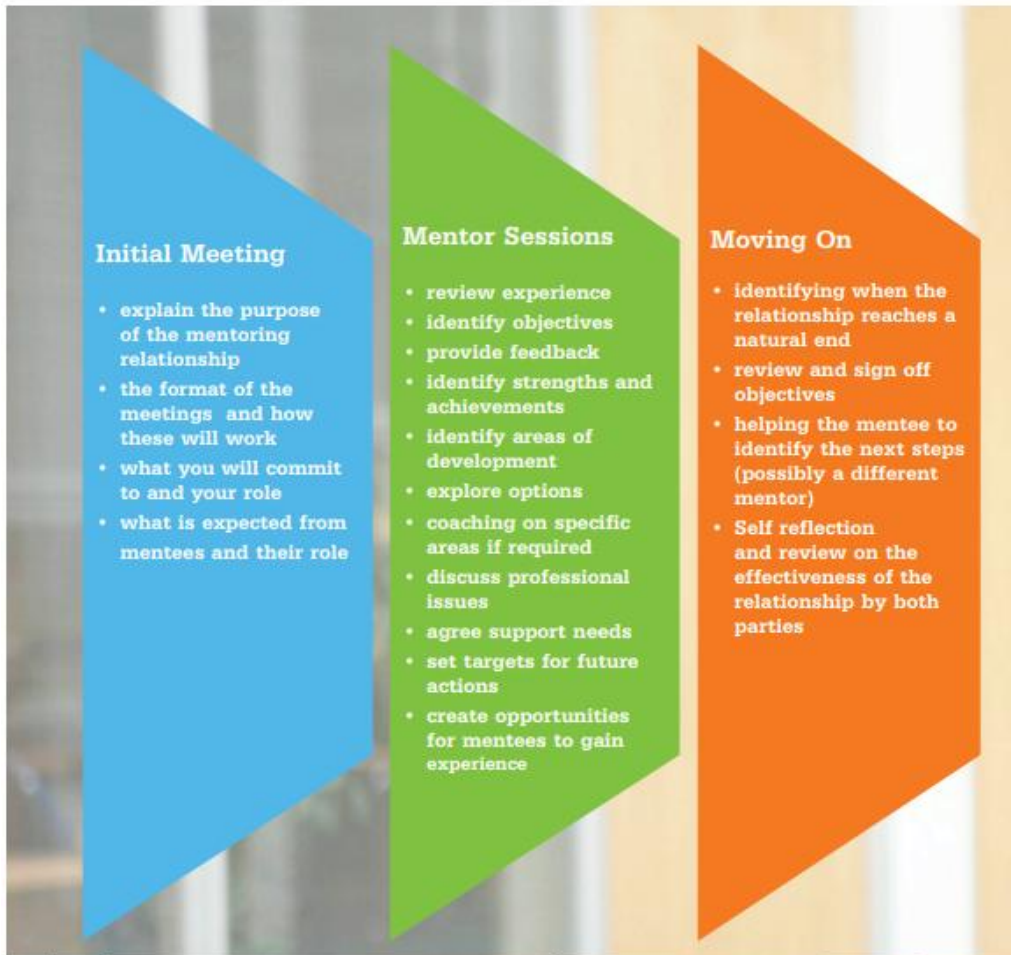 Initial Meeting
• explain the purpose
of the mentoring
relationship
• the format of the
meetings and how
these will work
• what you will commit
to and your role
• what is expected from
mentees and their role
Mentor Sessions
• review experience
• identify objectives
• provide feedback
• identify strengths and
achievements
• identify areas of
development
• explore options
• coaching on specific
areas if required
• discuss professional
issues
• agree support needs
• set targets for future
actions
• create opportunities
for mentees to gain
experience
Moving On
• identifying when the
relationship reaches a
natural end
• review and sign off
objectives
• helping the mentee to
identify the next steps
(possibly a different
mentor)
• Self reflection
and review on the
effectiveness of the
relationship by both
parties